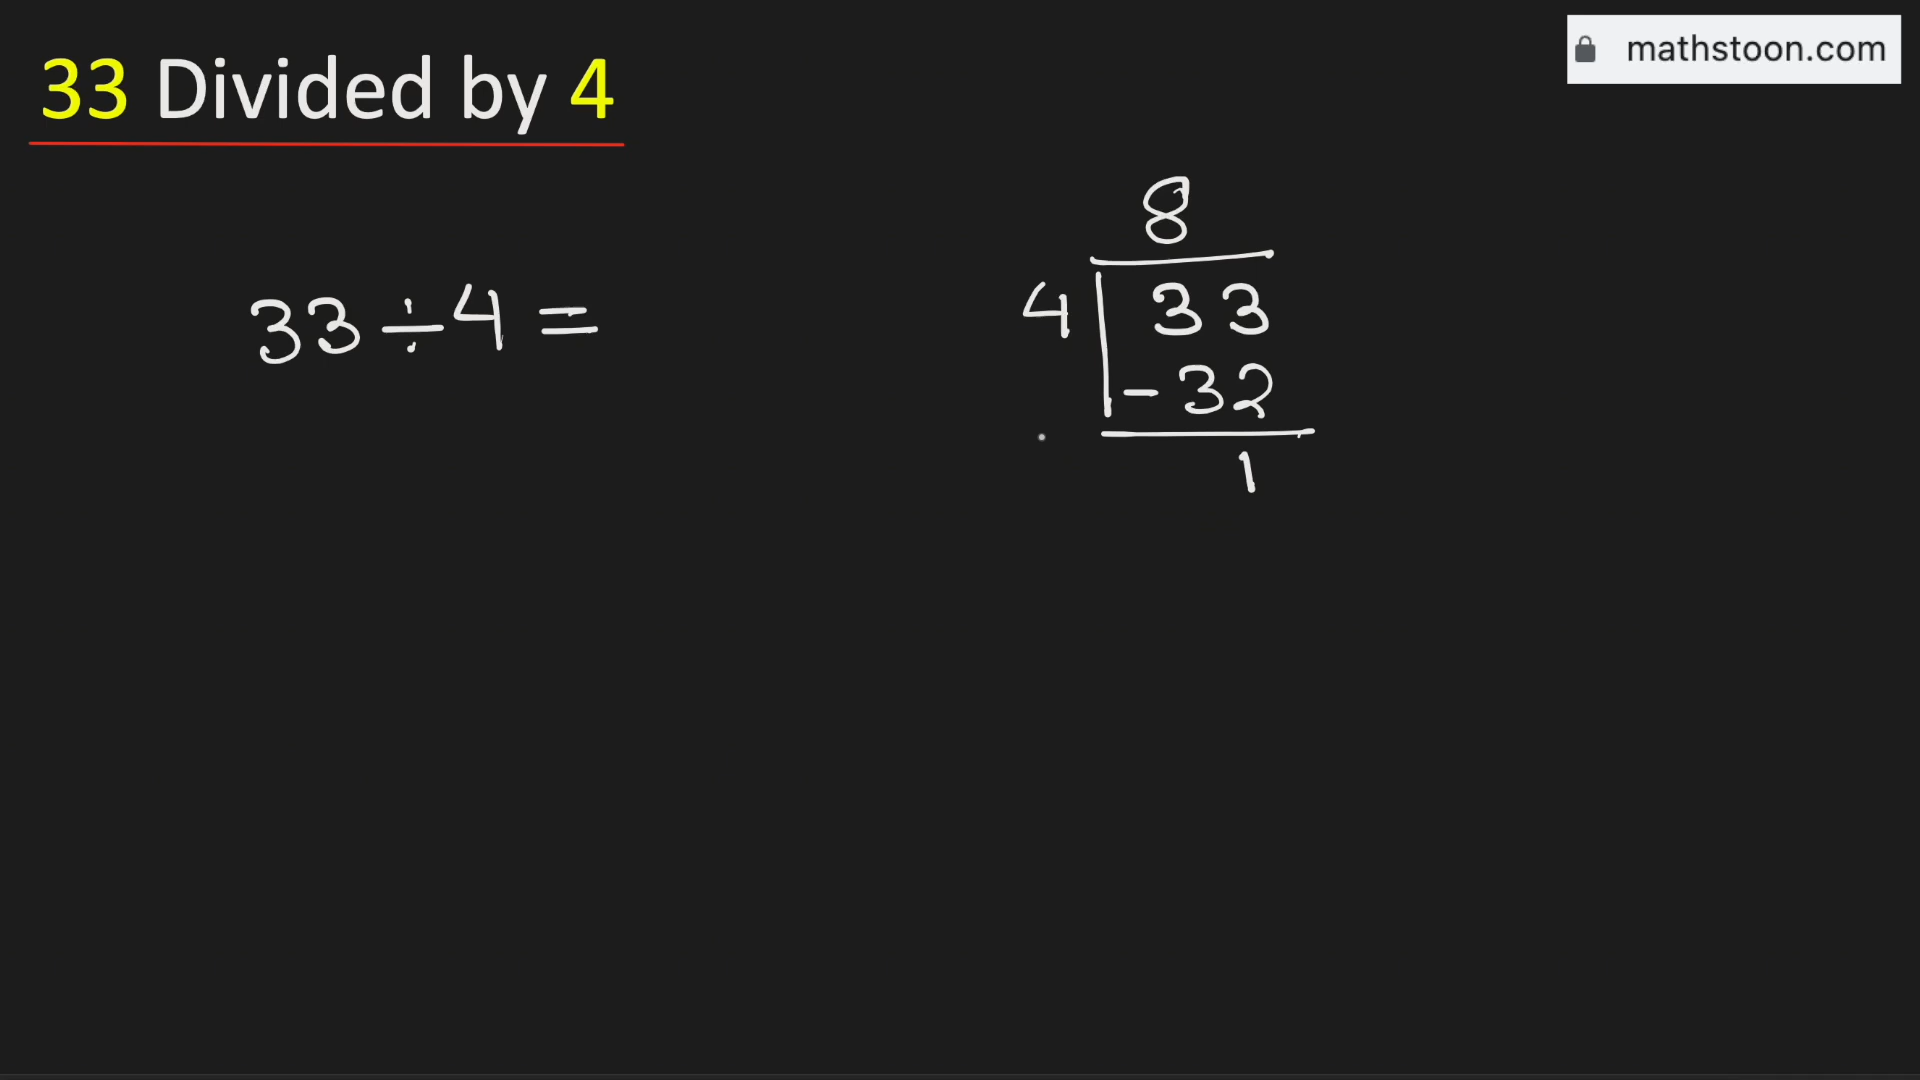 33 Divided by 4
mathstoon.com
33 ÷ 4 =
8
4 33
- 32
1